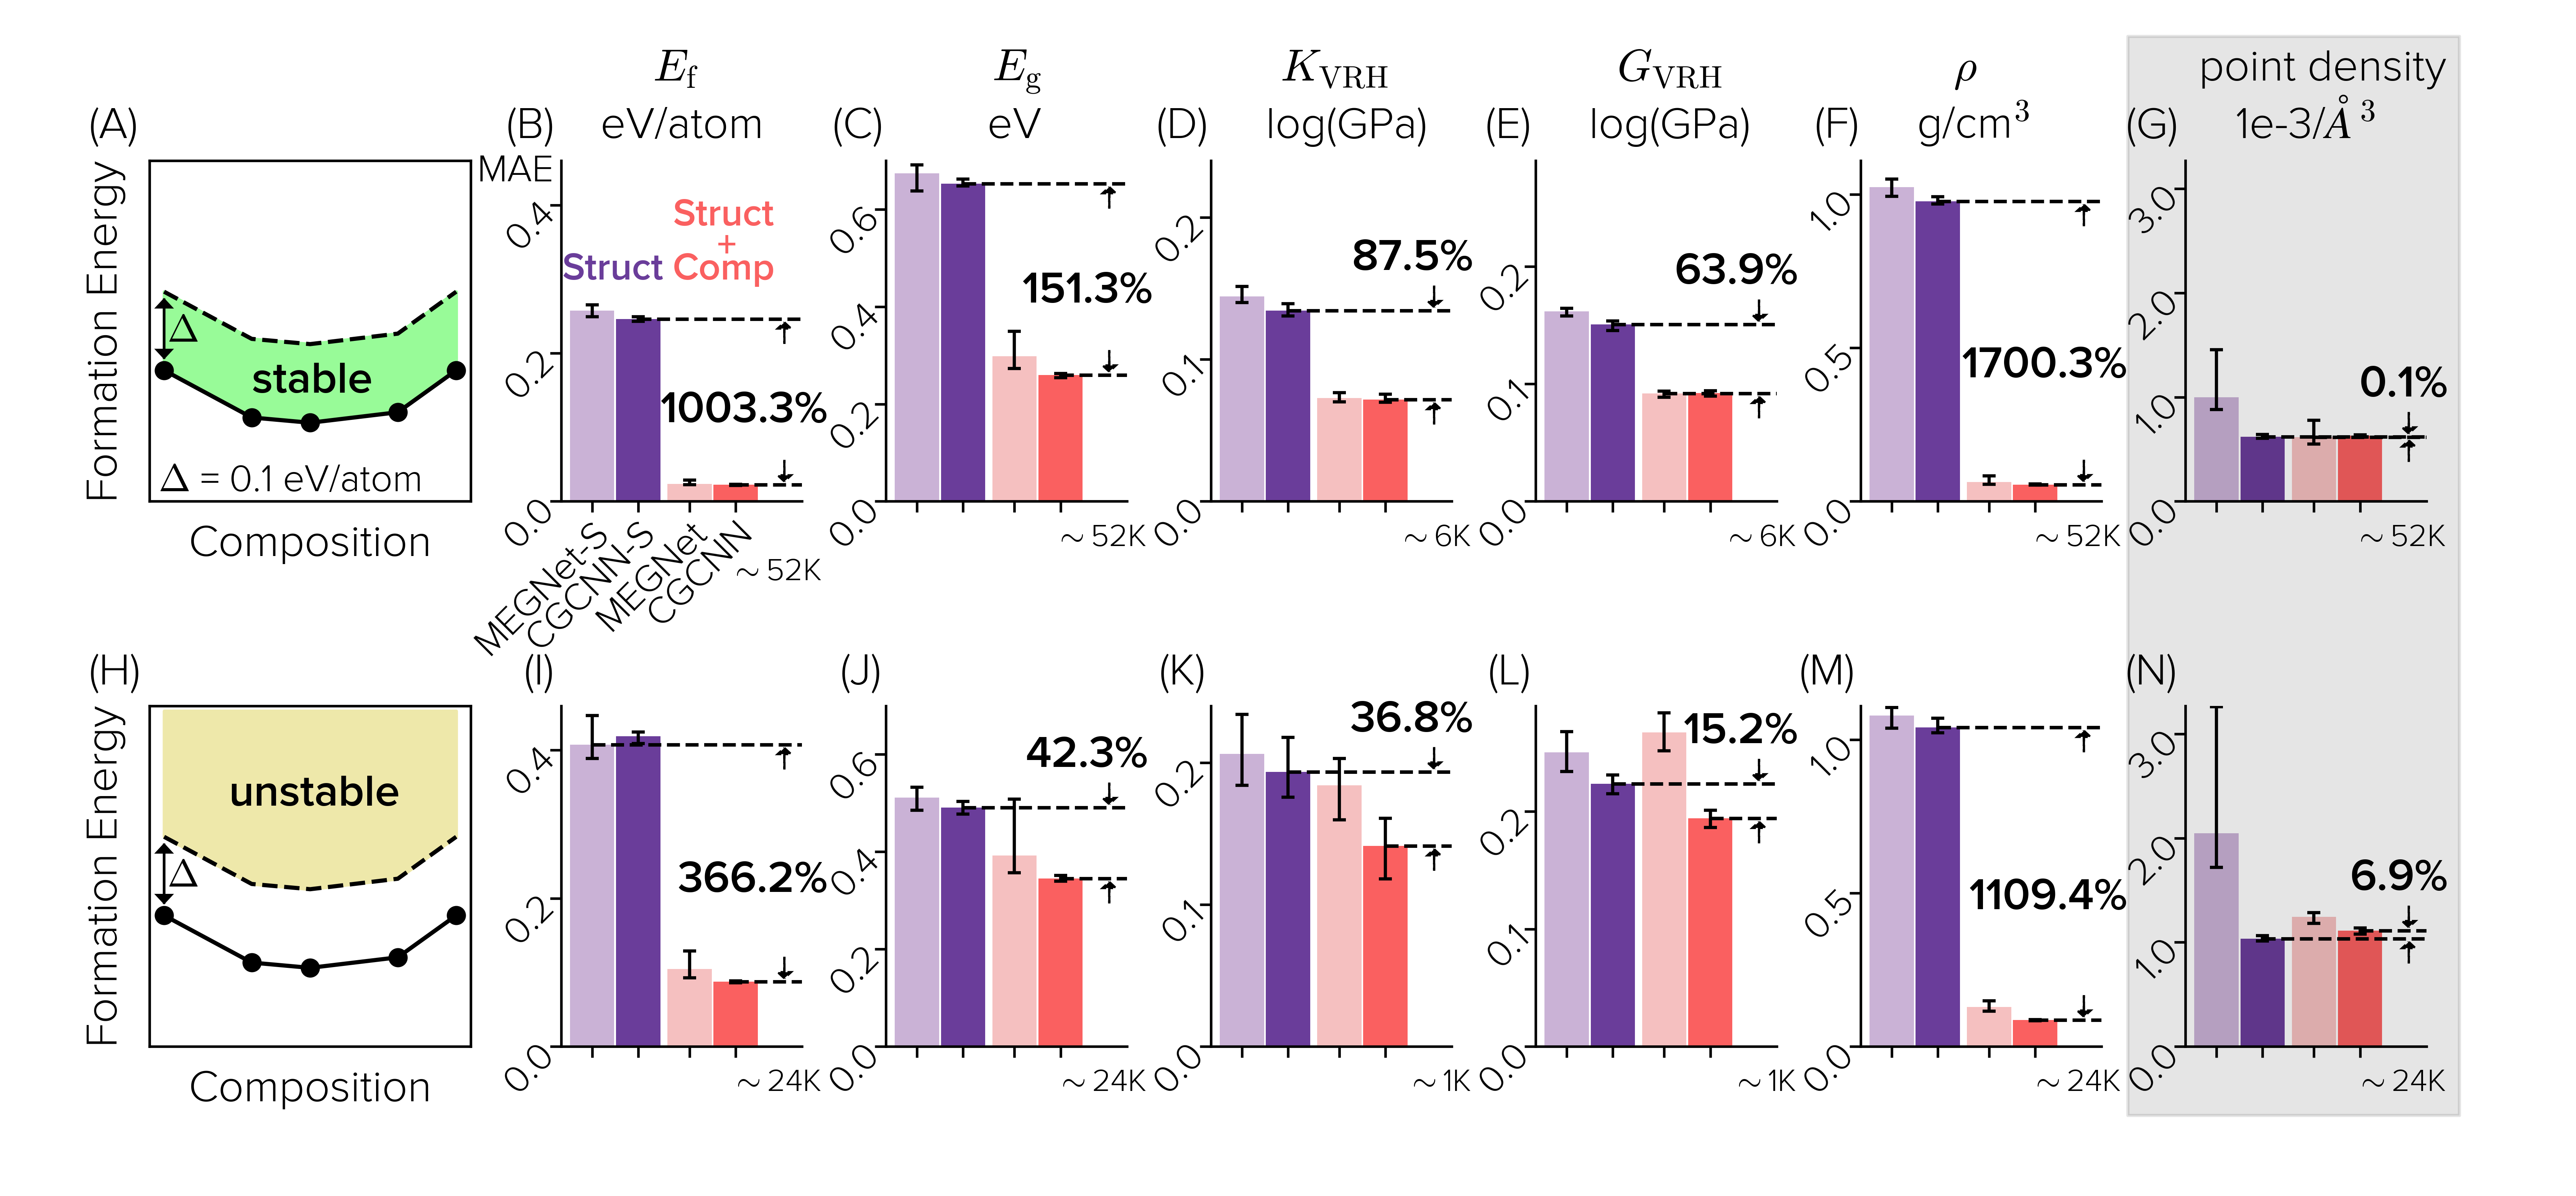 E_f
E_g
K_VRH
G_VRH
ρ
point density
(A)
(B)
eV/atom
(C)
eV
(D)
log(GPa)
(E)
log(GPa)
(F)
g/cm³
(G)
1e-3/Å³
Formation Energy
Δ
stable
Δ = 0.1 eV/atom
Composition
MAE
0.4
0.2
0.0
Struct
Struct
+
Comp
1003.3%
MEGNet-S
CGCNN-S
MEGNet
CGCNN
~ 52K
0.6
0.4
0.2
0.0
151.3%
~ 52K
0.2
0.1
0.0
87.5%
~ 6K
0.2
0.1
0.0
63.9%
~ 6K
1.0
0.5
0.0
1700.3%
~ 52K
3.0
2.0
1.0
0.0
0.1%
~ 52K
(H)
Formation Energy
unstable
Δ
Composition
(I)
0.4
0.2
0.0
366.2%
~ 24K
(J)
0.6
0.4
0.2
0.0
42.3%
~ 24K
(K)
0.2
0.1
0.0
36.8%
~ 1K
(L)
0.2
0.1
0.0
15.2%
~ 1K
(M)
1.0
0.5
0.0
1109.4%
~ 24K
(N)
3.0
2.0
1.0
0.0
6.9%
~ 24K